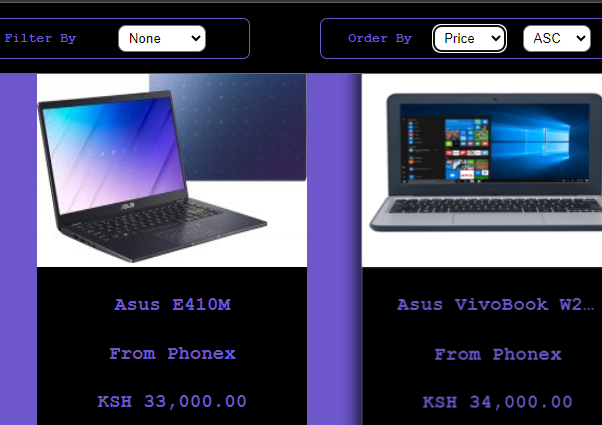 Filter By None Order By Price ASC
ASUS
Asus E410M
From Phonex
KSH 33,000.00
Asus VivoBook W2…
From Phonex
KSH 34,000.00